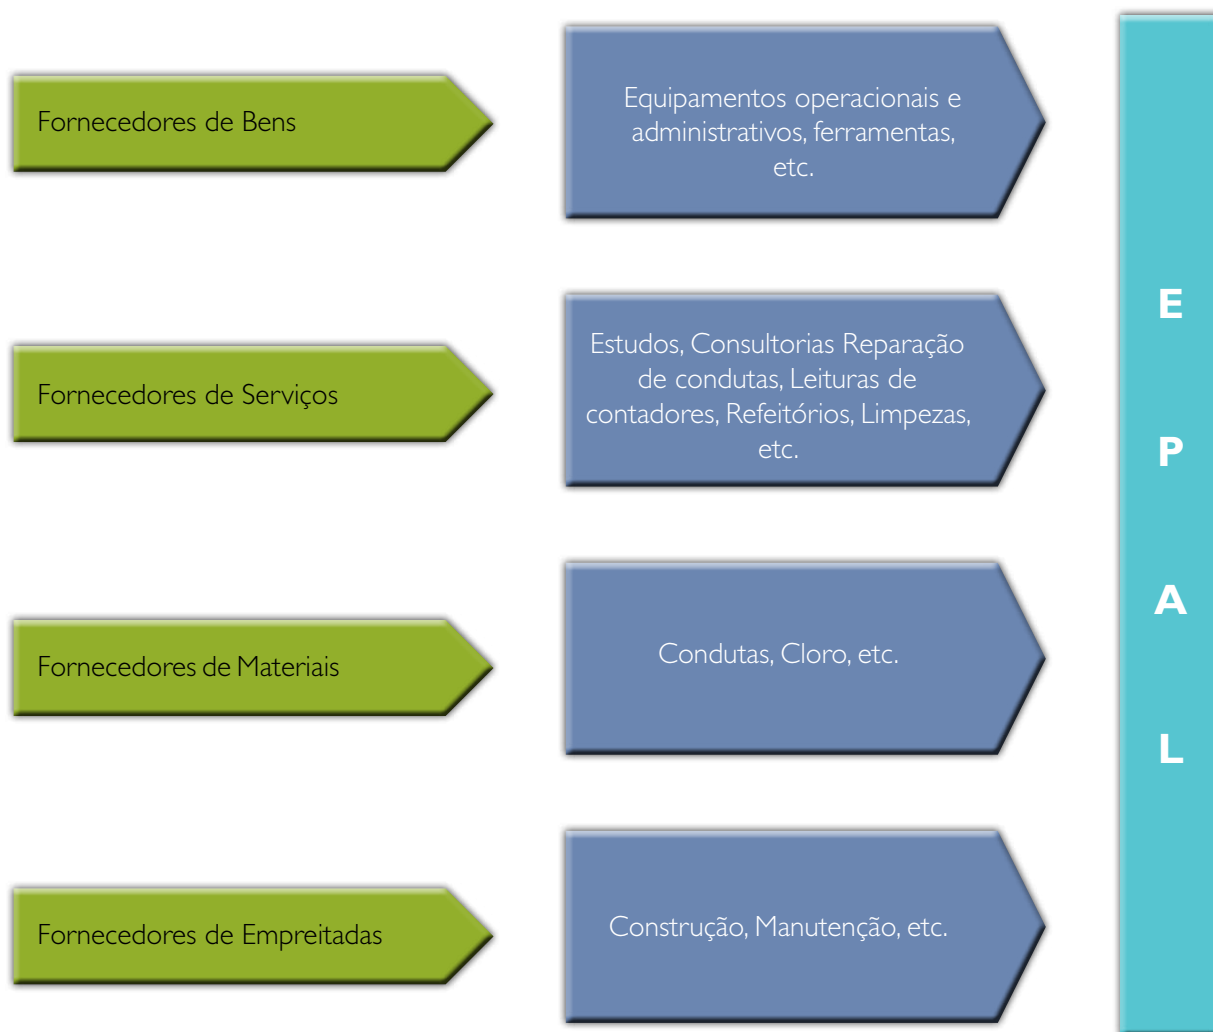 Fornecedores de Bens
Equipamentos operacionais e
administrativos, ferramentas,
etc.
Fornecedores de Serviços
Estudos, Consultorias Reparação
de condutas, Leituras de
contadores, Refeitórios, Limpezas,
etc.
Fornecedores de Materiais
Condutas, Cloro, etc.
Fornecedores de Empreitadas
Construção, Manutenção, etc.
E
P
A
L